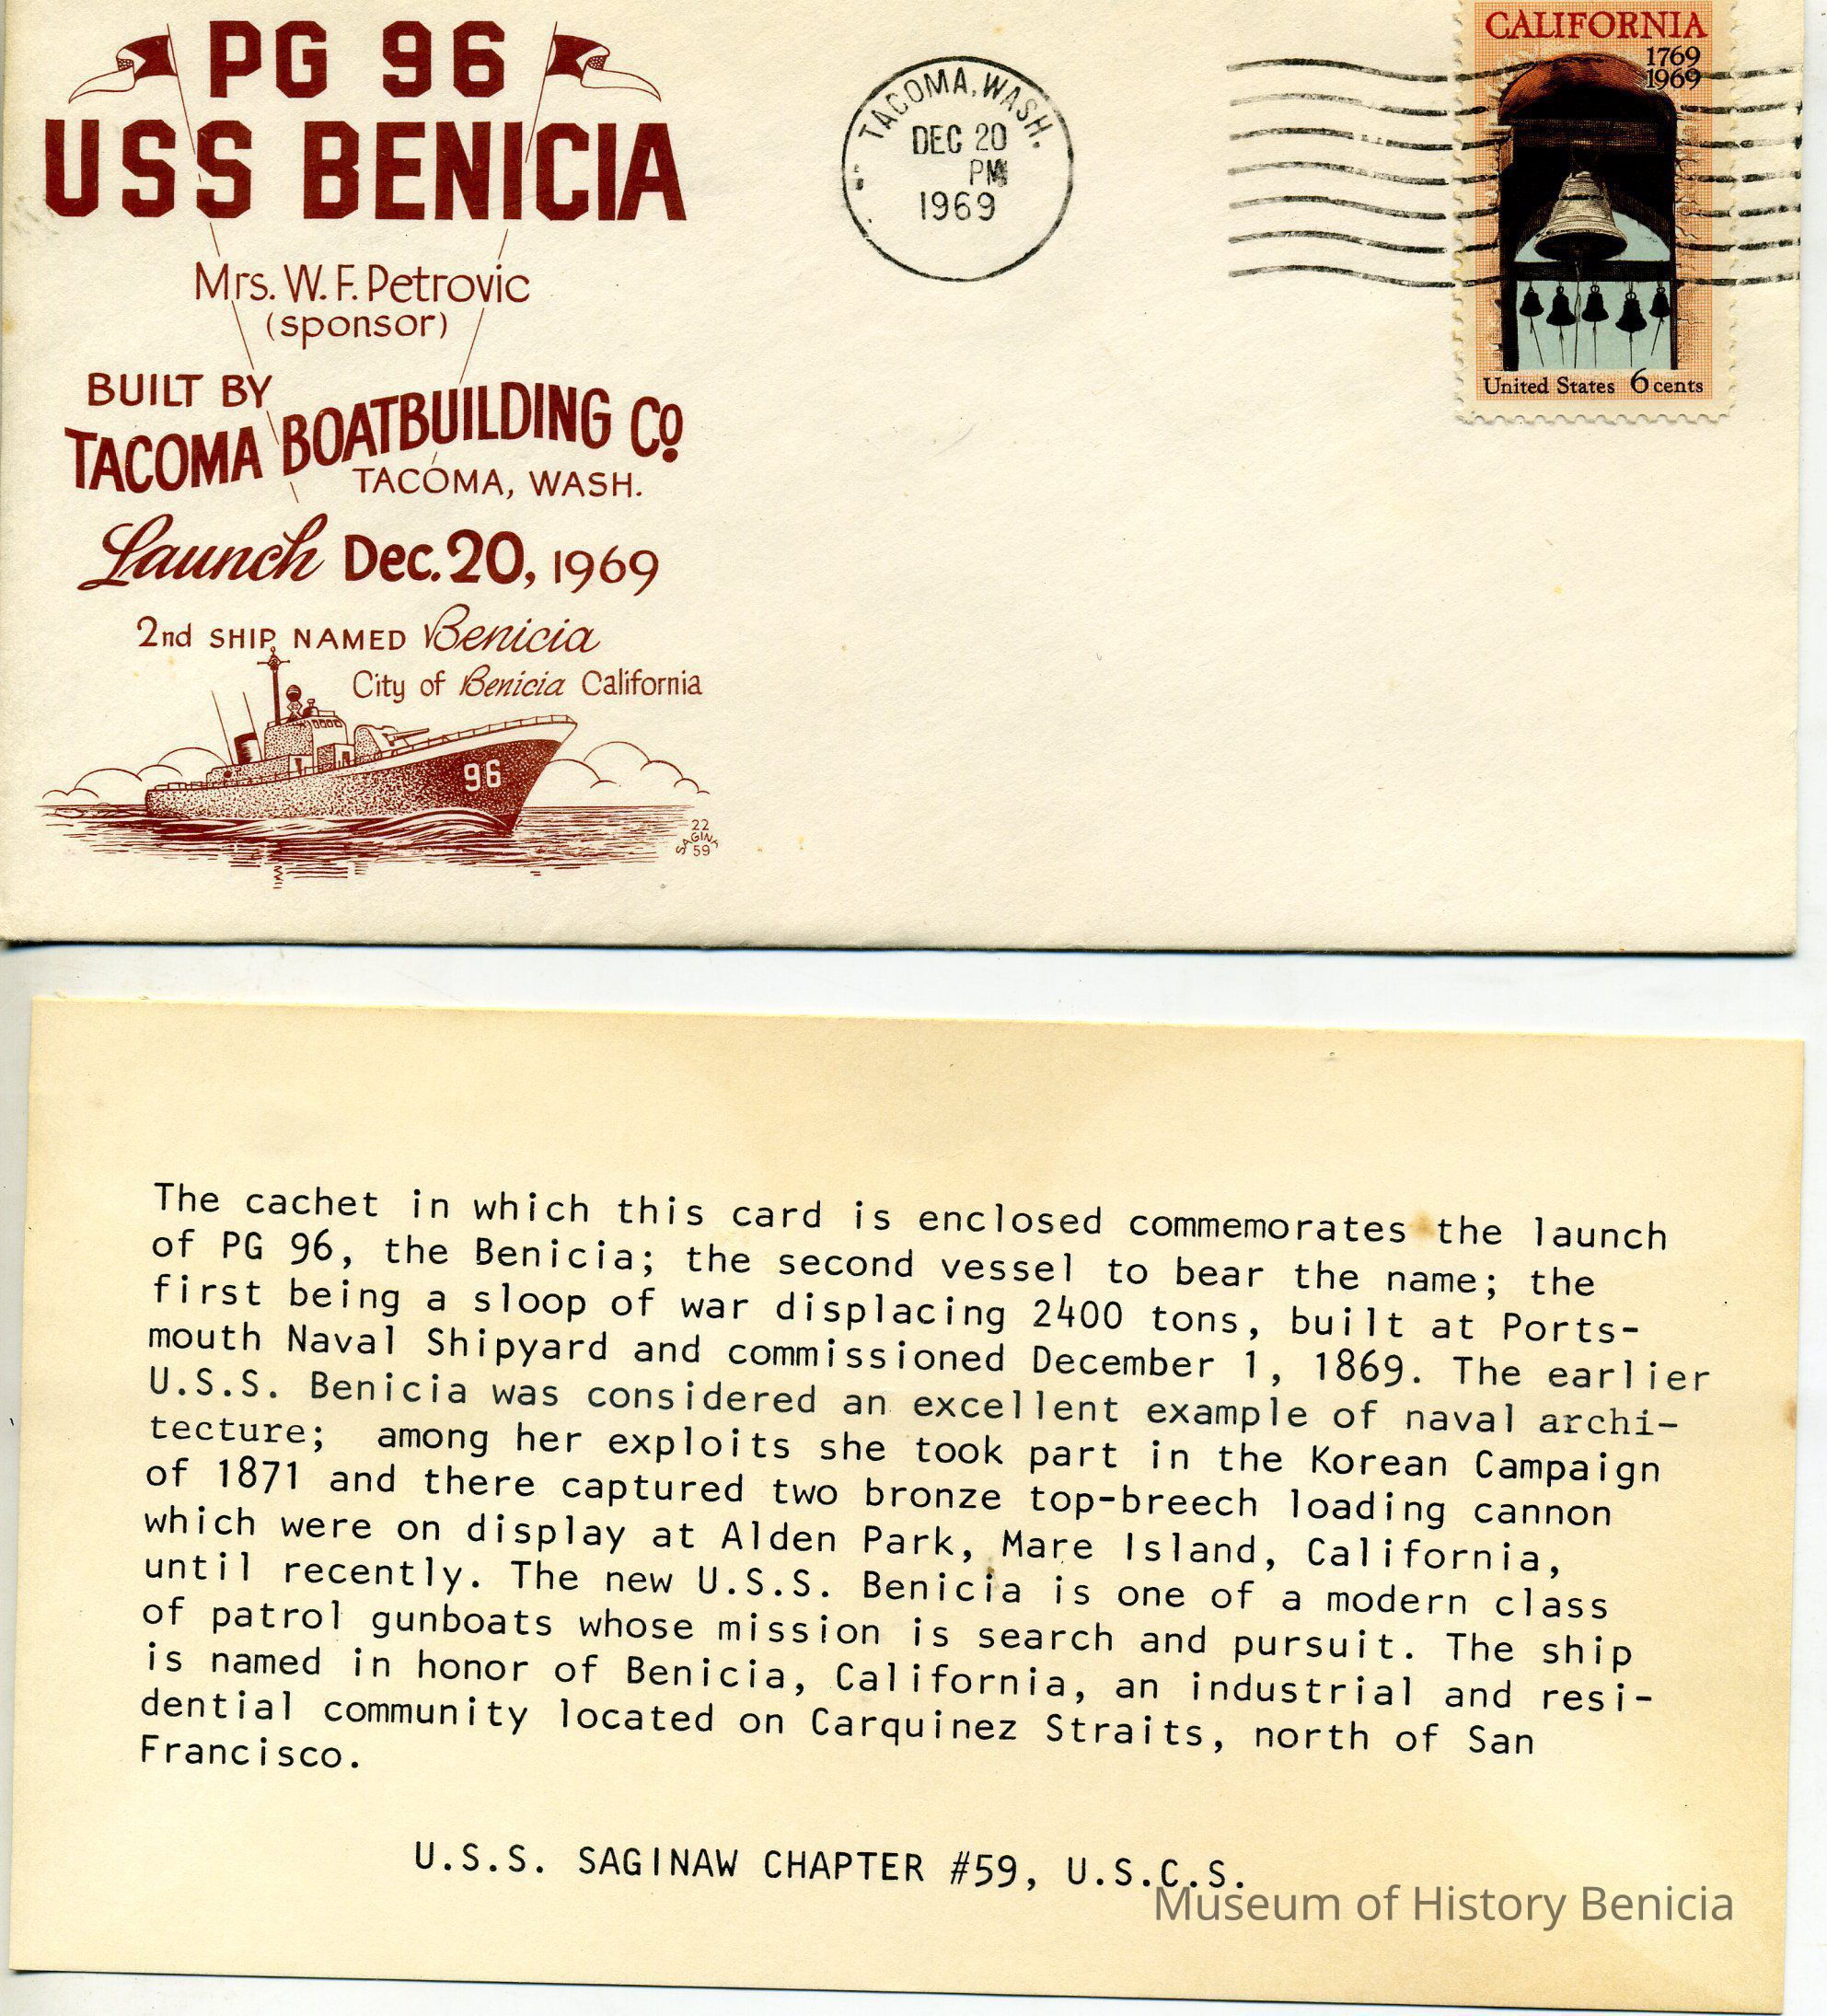 PG 96
USS BENICIA
Mrs. W. F. Petrovic
(sponsor)
BUILT BY
TACOMA BOATBUILDING Co
TACOMA, WASH.
Launch Dec. 20, 1969
2nd SHIP NAMED Benicia
City of Benicia California
96
22
SAGINAW
59
TACOMA, WASH.
DEC 20
PM
1969
CALIFORNIA
1769
1969
United States 6 cents
The cachet in which this card is enclosed commemorates the launch
of PG 96, the Benicia; the second vessel to bear the name; the
first being a sloop of war displacing 2400 tons, built at Ports-
mouth Naval Shipyard and commissioned December 1, 1869. The earlier
U.S.S. Benicia was considered an excellent example of naval archi-
tecture; among her exploits she took part in the Korean Campaign
of 1871 and there captured two bronze top-breech loading cannon
which were on display at Alden Park, Mare Island, California,
until recently. The new U.S.S. Benicia is one of a modern class
of patrol gunboats whose mission is search and pursuit. The ship
is named in honor of Benicia, California, an industrial and resi-
dential community located on Carquinez Straits, north of San
Francisco.
U.S.S. SAGINAW CHAPTER #59, U.S.C.S.
Museum of History Benicia